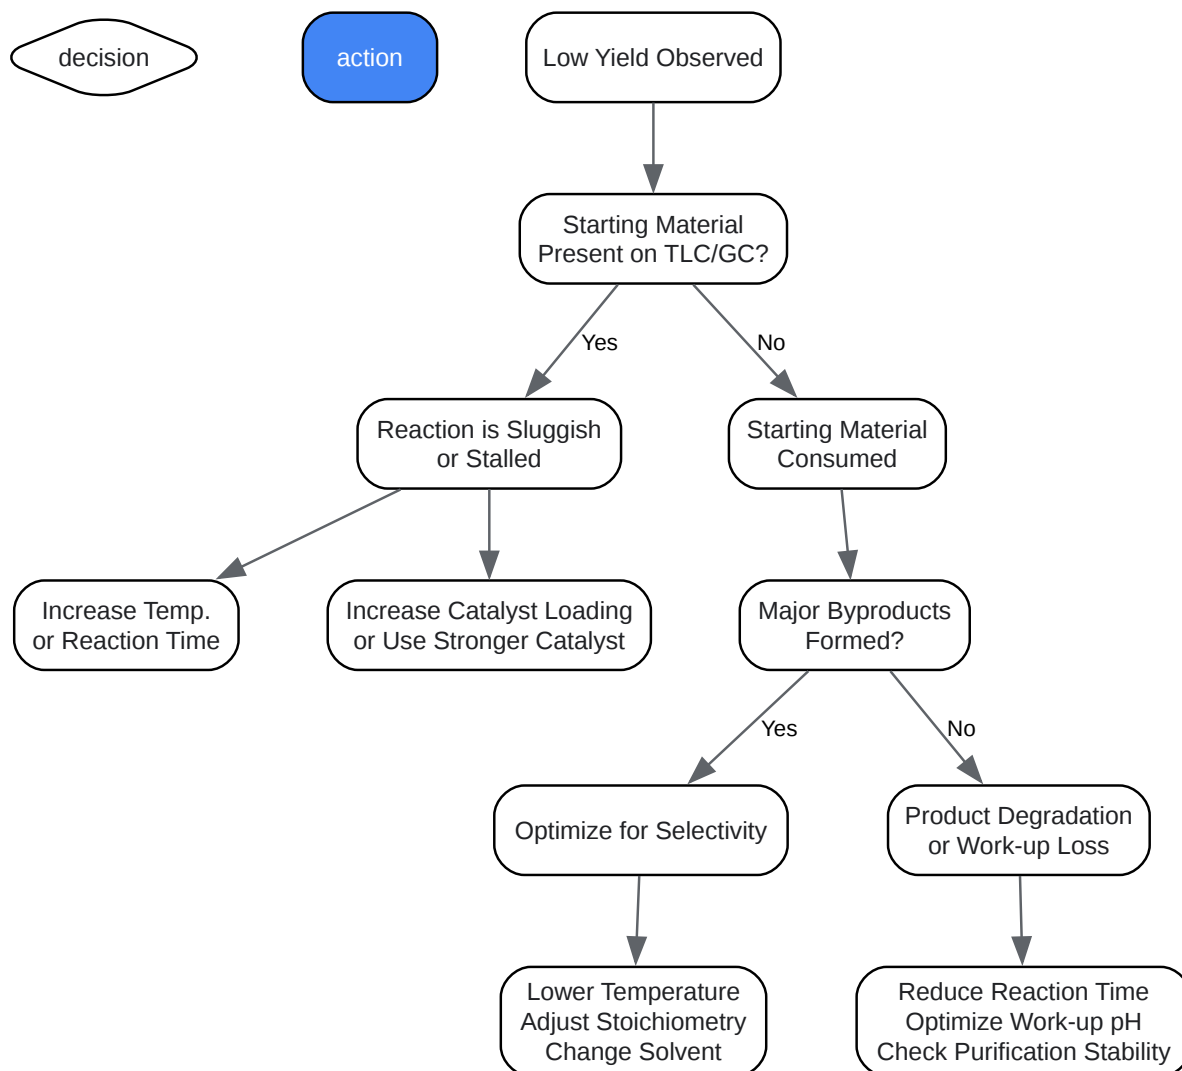 decision
action
Low Yield Observed
Starting Material
Present on TLC/GC?
Yes
No
Reaction is Sluggish
or Stalled
Starting Material
Consumed
Increase Temp.
or Reaction Time
Increase Catalyst Loading
or Use Stronger Catalyst
Major Byproducts
Formed?
Yes
No
Optimize for Selectivity
Product Degradation
or Work-up Loss
Lower Temperature
Adjust Stoichiometry
Change Solvent
Reduce Reaction Time
Optimize Work-up pH
Check Purification Stability